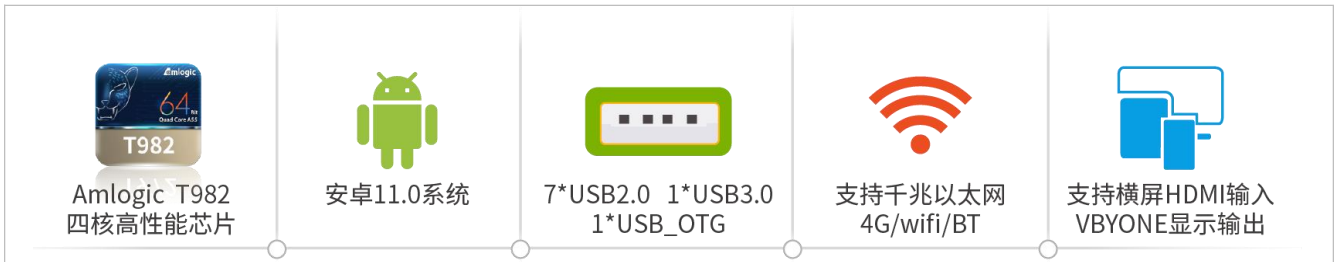 Amlogic
64 Bit
Quad Core A55
T982
Amlogic T982
四核高性能芯片
安卓11.0系统
7*USB2.0 1*USB3.0
1*USB_OTG
支持千兆以太网
4G/wifi/BT
支持横屏HDMI输入
VBYONE显示输出